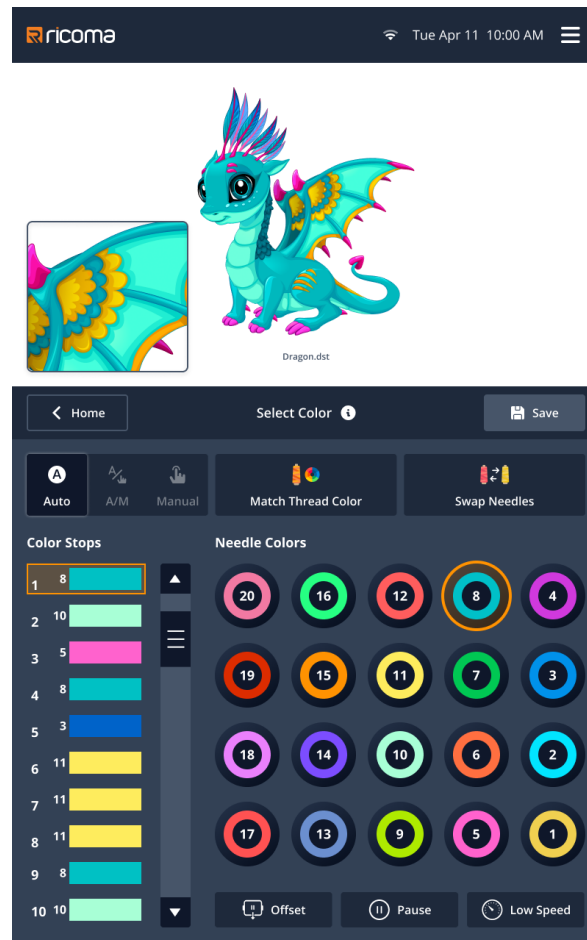 ricoma
Tue Apr 11 10:00 AM
Dragon.dst
Home
Select Color i
Save
A
Auto
A/
A/M
Manual
Match Thread Color
Swap Needles
Color Stops
Needle Colors
1 8
2 10
3 5
4 8
5 3
6 11
7 11
8 11
9 8
10 10
20 16 12 8 4
19 15 11 7 3
18 14 10 6 2
17 13 9 5 1
Offset
Pause
Low Speed